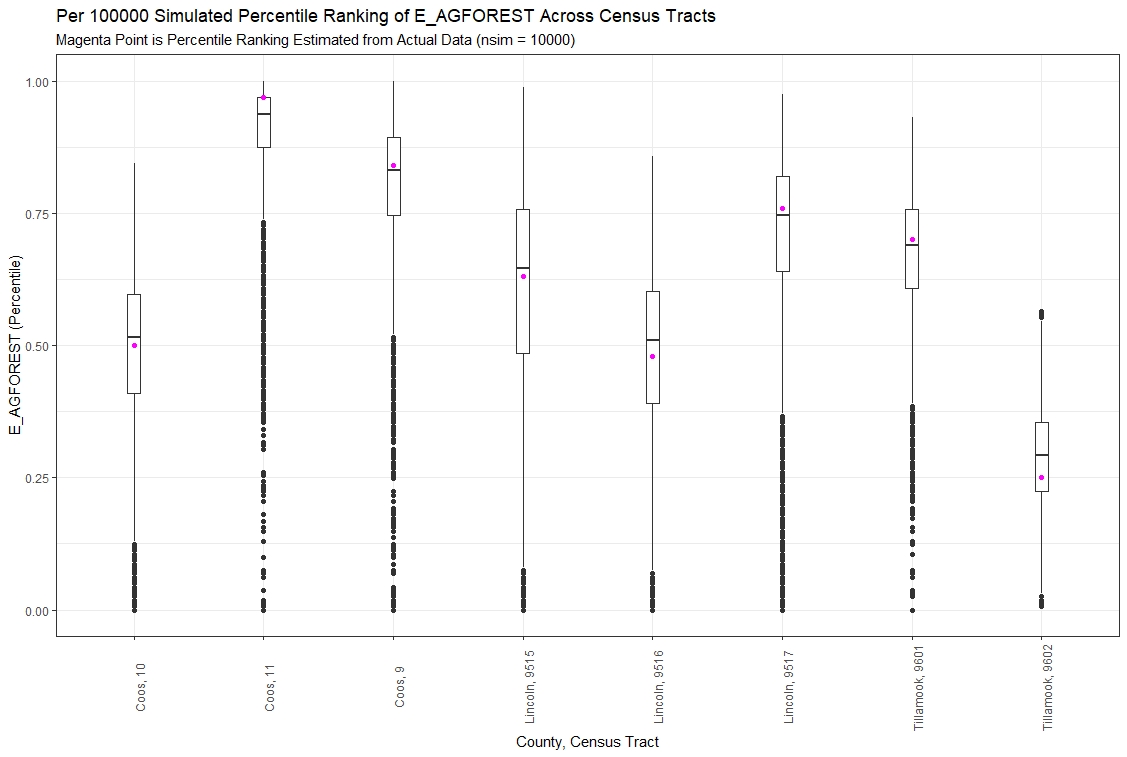 Per 100000 Simulated Percentile Ranking of E_AGFOREST Across Census Tracts
Magenta Point is Percentile Ranking Estimated from Actual Data (nsim = 10000)
E_AGFOREST (Percentile)
1.00
0.75
0.50
0.25
0.00
Coos, 10
Coos, 11
Coos, 9
Lincoln, 9515
Lincoln, 9516
Lincoln, 9517
Tillamook, 9601
Tillamook, 9602
County, Census Tract